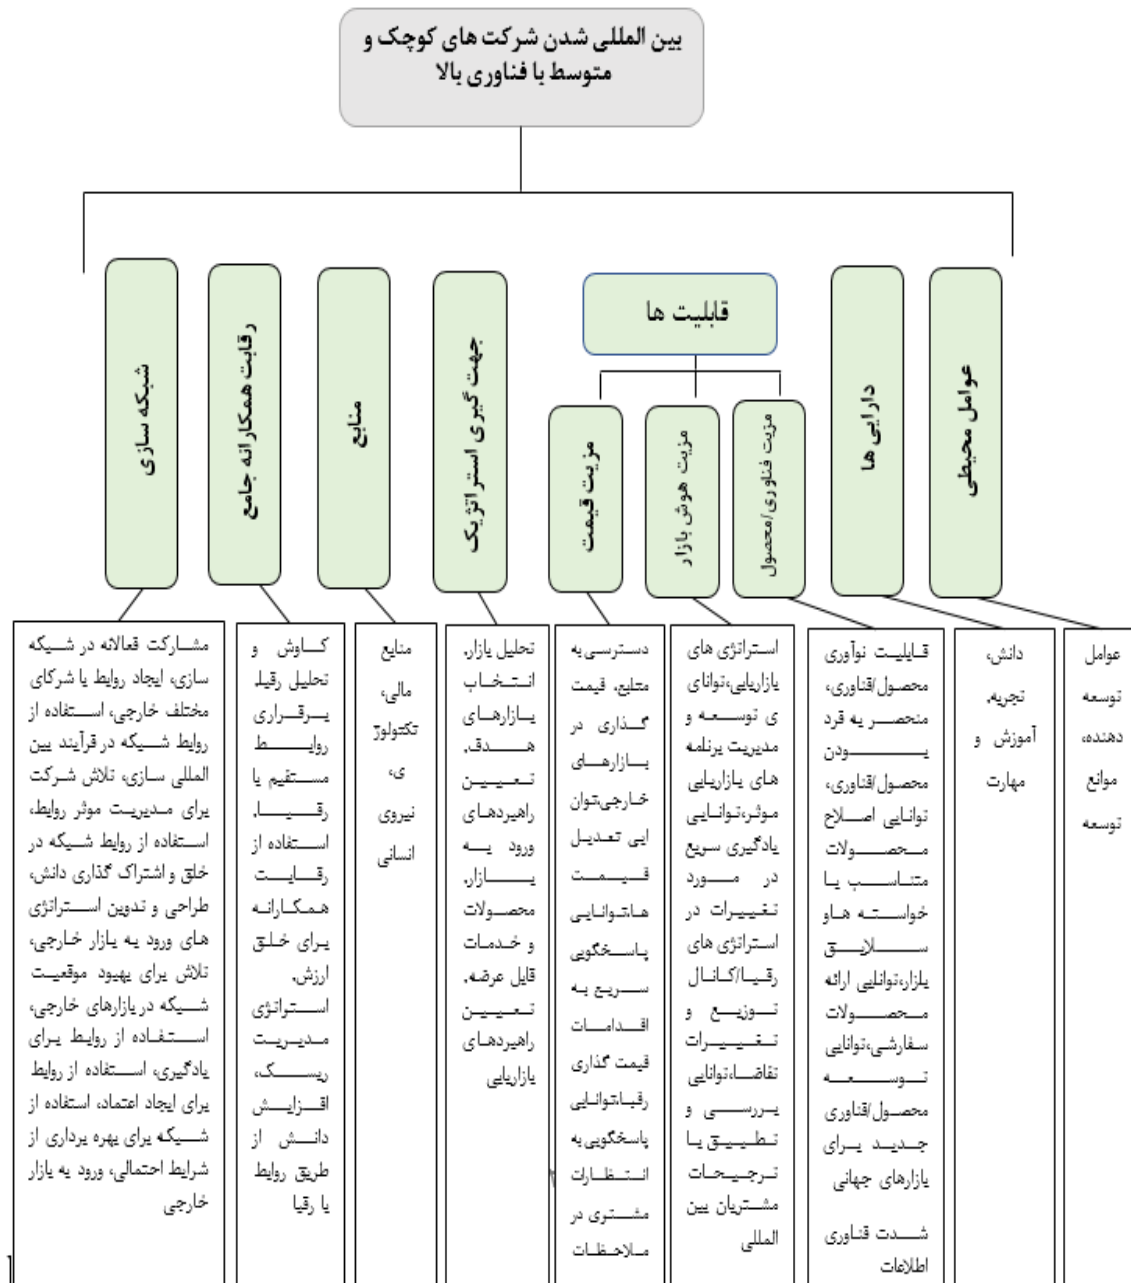 بین المللی شدن شرکت های کوچک و
متوسط با فناوری بالا
عوامل محیطی
دارایی ها
قابلیت ها
مزیت فناوری/محصول
مزیت هوش بازار
مزیت قیمت
جهت گیری استراتژیک
منابع
رقابت همکارانه جامع
شبکه سازی
عوامل
توسعه
دهنده،
موانع
توسعه
دانش،
تجربه،
آموزش و
مهارت
قابلیت نوآوری
محصول/فناوری،
منحصر به فرد
بودن
محصول/فناوری،
توانایی اصلاح
محصولات
متناسب با
خواسته هاو
سلایق
بازار،توانایی ارائه
محصولات
سفارشی،توانایی
توسعه
محصول/فناوری
جدید برای
بازارهای جهانی
شدت فناوری
اطلاعات
استراتژی های
بازاریابی،توانای
ی توسعه و
مدیریت برنامه
های بازاریابی
موثر،توانایی
یادگیری سریع
در مورد
تغییرات در
استراتژی های
رقبا/کانال
توزیع و
تغییرات
تقاضا،توانایی
بررسی و
تطبیق با
ترجیحات
مشتریان بین
المللی
دسترسی به
منابع، قیمت
گذاری در
بازارهای
خارجی،توان
ایی تعدیل
قیمت
ها،توانایی
پاسخگویی
سریع به
اقدامات
قیمت گذاری
رقبا،توانایی
پاسخگویی به
انتظارات
مشتری در
ملاحظات
تحلیل بازار،
انتخاب
بازارهای
هدف،
تعیین
راهبردهای
ورود به
بازار،
محصولات
و خدمات
قابل عرضه،
تعیین
راهبردهای
بازاریابی
منابع
مالی،
تکنولوژ
ی،
نیروی
انسانی
کاوش و
تحلیل رقبا،
برقراری
روابط
مستقیم با
رقبا،
استفاده از
رقابت
همکارانه
برای خلق
ارزش،
استراتژی
مدیریت
ریسک،
افزایش
دانش از
طریق روابط
با رقبا
مشارکت فعالانه در شبکه
سازی، ایجاد روابط با شرکای
مختلف خارجی، استفاده از
روابط شبکه در فرآیند بین
المللی سازی، تلاش شرکت
برای مدیریت موثر روابط،
استفاده از روابط شبکه در
خلق و اشتراک گذاری دانش،
طراحی و تدوین استراتژی
های ورود به بازار خارجی،
تلاش برای بهبود موقعیت
شبکه در بازارهای خارجی،
استفاده از روابط برای
یادگیری، استفاده از روابط
برای ایجاد اعتماد، استفاده از
شبکه برای بهره برداری از
شرایط احتمالی، ورود به بازار
خارجی